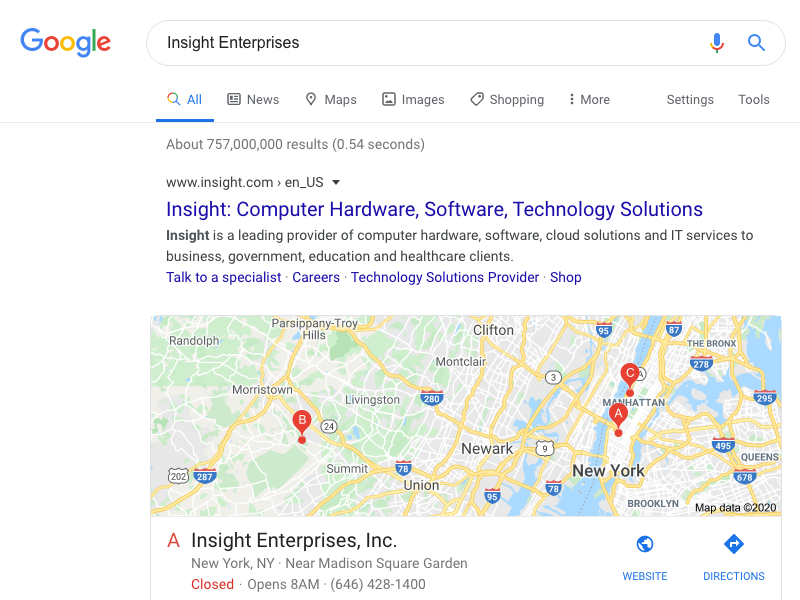 Google
Insight Enterprises
All News Maps Images Shopping More Settings Tools
About 757,000,000 results (0.54 seconds)
www.insight.com › en_US
Insight: Computer Hardware, Software, Technology Solutions
Insight is a leading provider of computer hardware, software, cloud solutions and IT services to
business, government, education and healthcare clients.
Talk to a specialist · Careers · Technology Solutions Provider · Shop
Parsippany-Troy
Hills
Randolph
Clifton
95
87
THE BRONX
278
Montclair
3
C
A
Morristown
Livingston
280
MANHATTAN
295
B
24
A
Newark
9
495
QUEENS
202
287
Summit
78
New York
678
Union
95
78
BROOKLYN
Map data ©2020
A Insight Enterprises, Inc.
New York, NY · Near Madison Square Garden
Closed · Opens 8AM · (646) 428-1400
WEBSITE
DIRECTIONS